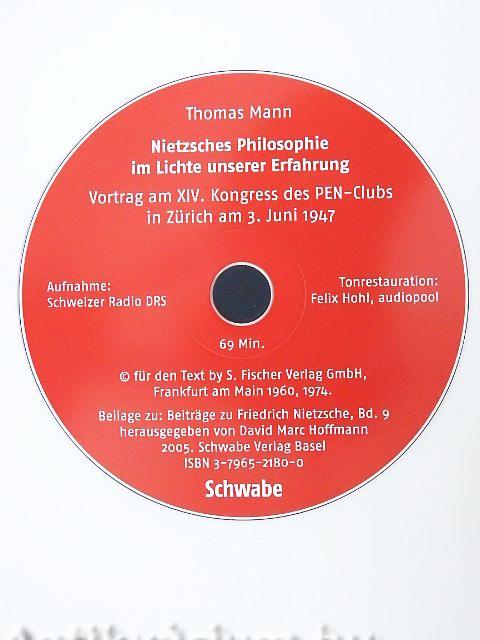 Thomas Mann
Nietzsches Philosophie
im Lichte unserer Erfahrung
Vortrag am XIV. Kongress des PEN-Clubs
in Zürich am 3. Juni 1947
Aufnahme:
Schweizer Radio DRS
Tonrestauration:
Felix Hohl, audiopool
69 Min.
© für den Text by S. Fischer Verlag GmbH,
Frankfurt am Main 1960, 1974.
Beilage zu: Beiträge zu Friedrich Nietzsche, Bd. 9
herausgegeben von David Marc Hoffmann
2005. Schwabe Verlag Basel
ISBN 3-7965-2180-0
Schwabe